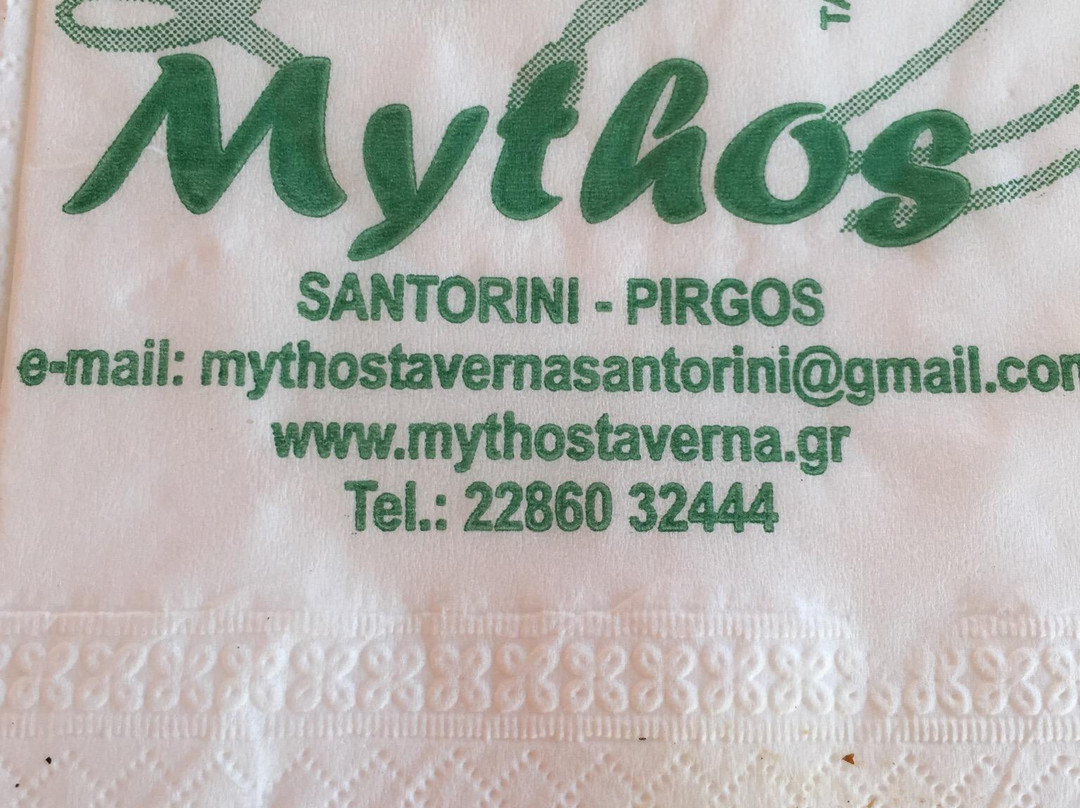 Mythos
SANTORINI - PIRGOS
e-mail: mythostavernasantorini@gmail.com
www.mythostaverna.gr
Tel.: 22860 32444